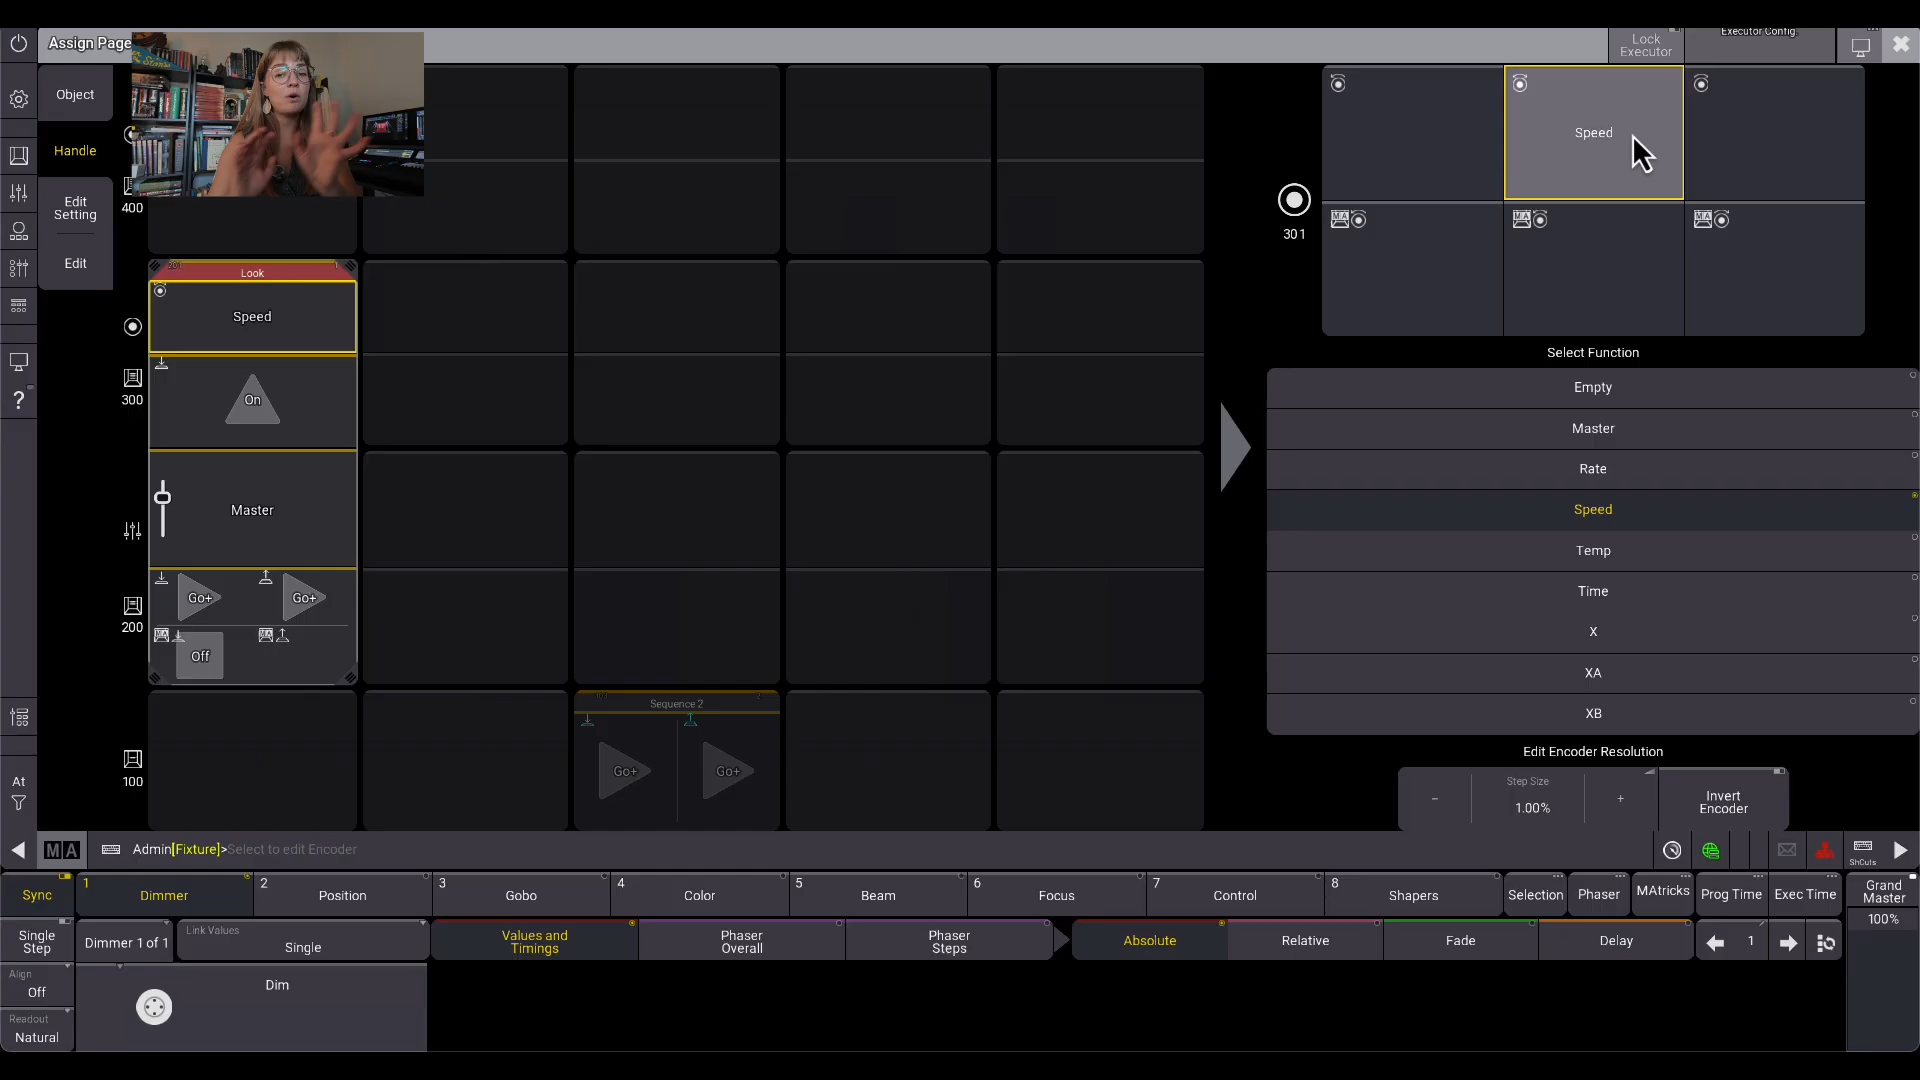 Assign Page
Lock
Executor
Executor Config.
Object
Handle
Edit
Setting
Edit
400
Look
Speed
300
On
Master
200
Go+
Go+
Off
Sequence 2
100
Go+
Go+
301
Speed
Select Function
Empty
Master
Rate
Speed
Temp
Time
X
XA
XB
Edit Encoder Resolution
Step Size
1.00%
-
+
Invert
Encoder
?
At
MA
Admin[Fixture]>Select to edit Encoder
ShCuts
Sync
1 Dimmer
2 Position
3 Gobo
4 Color
5 Beam
6 Focus
7 Control
8 Shapers
Selection
Phaser
MAtricks
Prog Time
Exec Time
Grand
Master
100%
Single
Step
Dimmer 1 of 1
Link Values
Single
Values and
Timings
Phaser
Overall
Phaser
Steps
Absolute
Relative
Fade
Delay
1
Align
Off
Readout
Natural
Dim